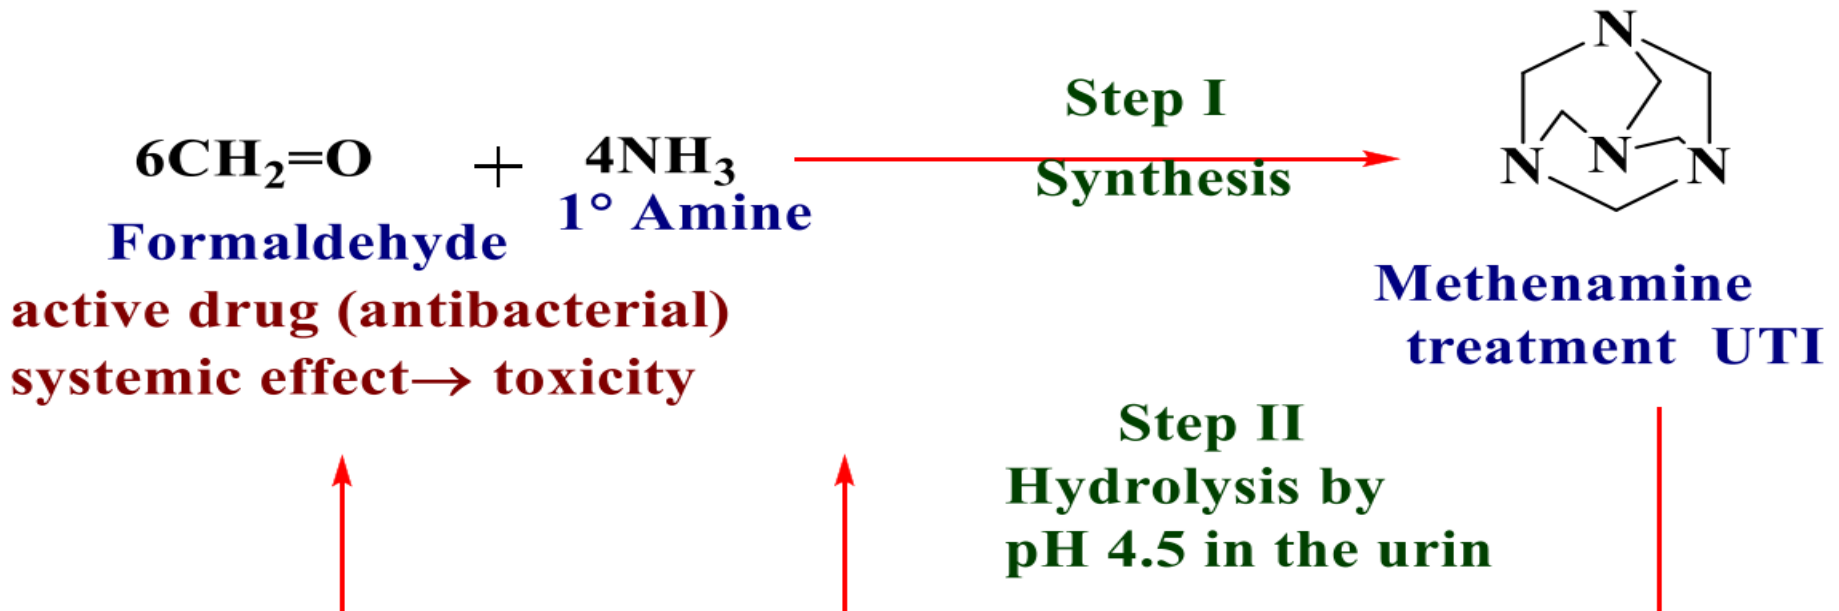 6CH₂=O + 4NH₃
1° Amine
Formaldehyde
active drug (antibacterial)
systemic effect→ toxicity
Step I
Synthesis
N
N N N
Methenamine
treatment UTI
Step II
Hydrolysis by
pH 4.5 in the urin